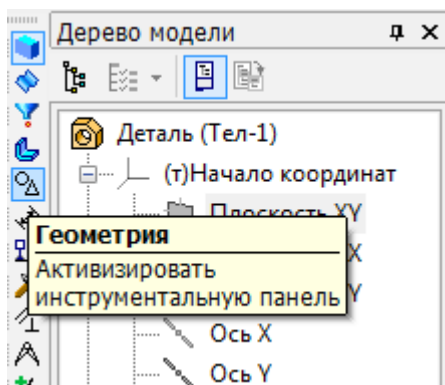 Дерево модели
Деталь (Тел-1)
(т)Начало координат
Плоскость XY
X
Y
Геометрия
Активизировать
инструментальную панель
Ось X
Ось Y